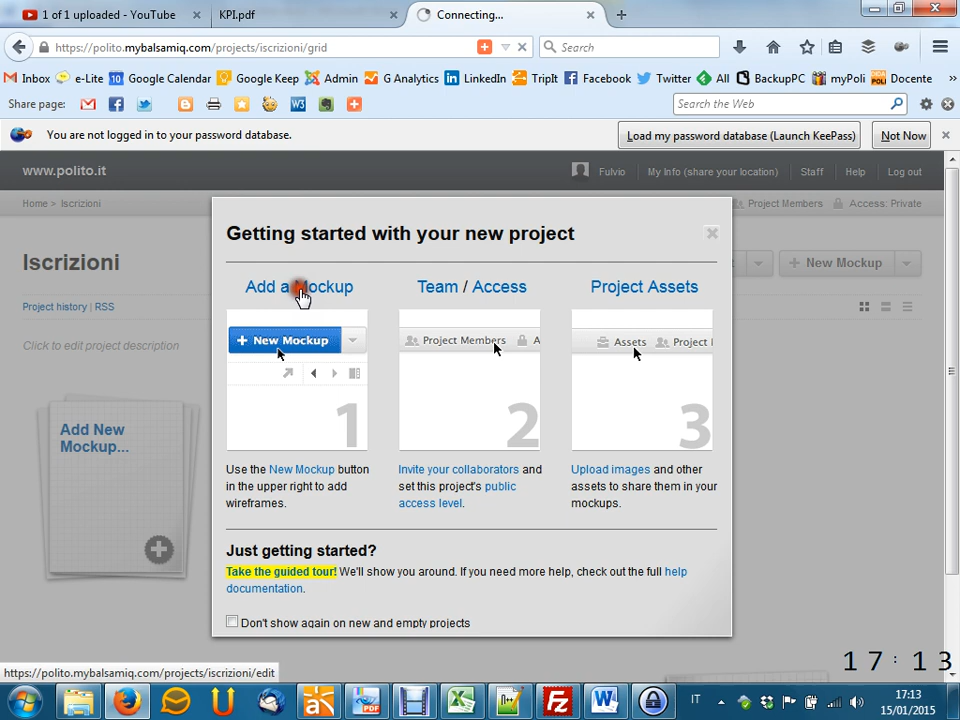 1 of 1 uploaded - YouTube
KPI.pdf
Connecting...
https://polito.mybalsamiq.com/projects/iscrizioni/grid
Search
Inbox e-Lite 10 Google Calendar Google Keep Admin G Analytics LinkedIn TripIt Facebook Twitter All BackupPC myPoli Docente »
Share page:
Search the Web
You are not logged in to your password database.
Load my password database (Launch KeePass)
Not Now
www.polito.it
Fulvio My Info (share your location) Staff Help Log out
Home > Iscrizioni
Project Members Access: Private
Iscrizioni
New Mockup
Project history | RSS
Click to edit project description
Add New
Mockup...
Getting started with your new project
Add a Mockup
New Mockup
1
Use the New Mockup button
in the upper right to add
wireframes.
Team / Access
Project Members A
2
Invite your collaborators and
set this project's public
access level.
Project Assets
Assets
3
Upload images and other
assets to share them in your
mockups.
Just getting started?
Take the guided tour! We'll show you around. If you need more help, check out the full help
documentation.
Don't show again on new and empty projects
17:13
https://polito.mybalsamiq.com/projects/iscrizioni/edit
IT
17:13
15/01/2015